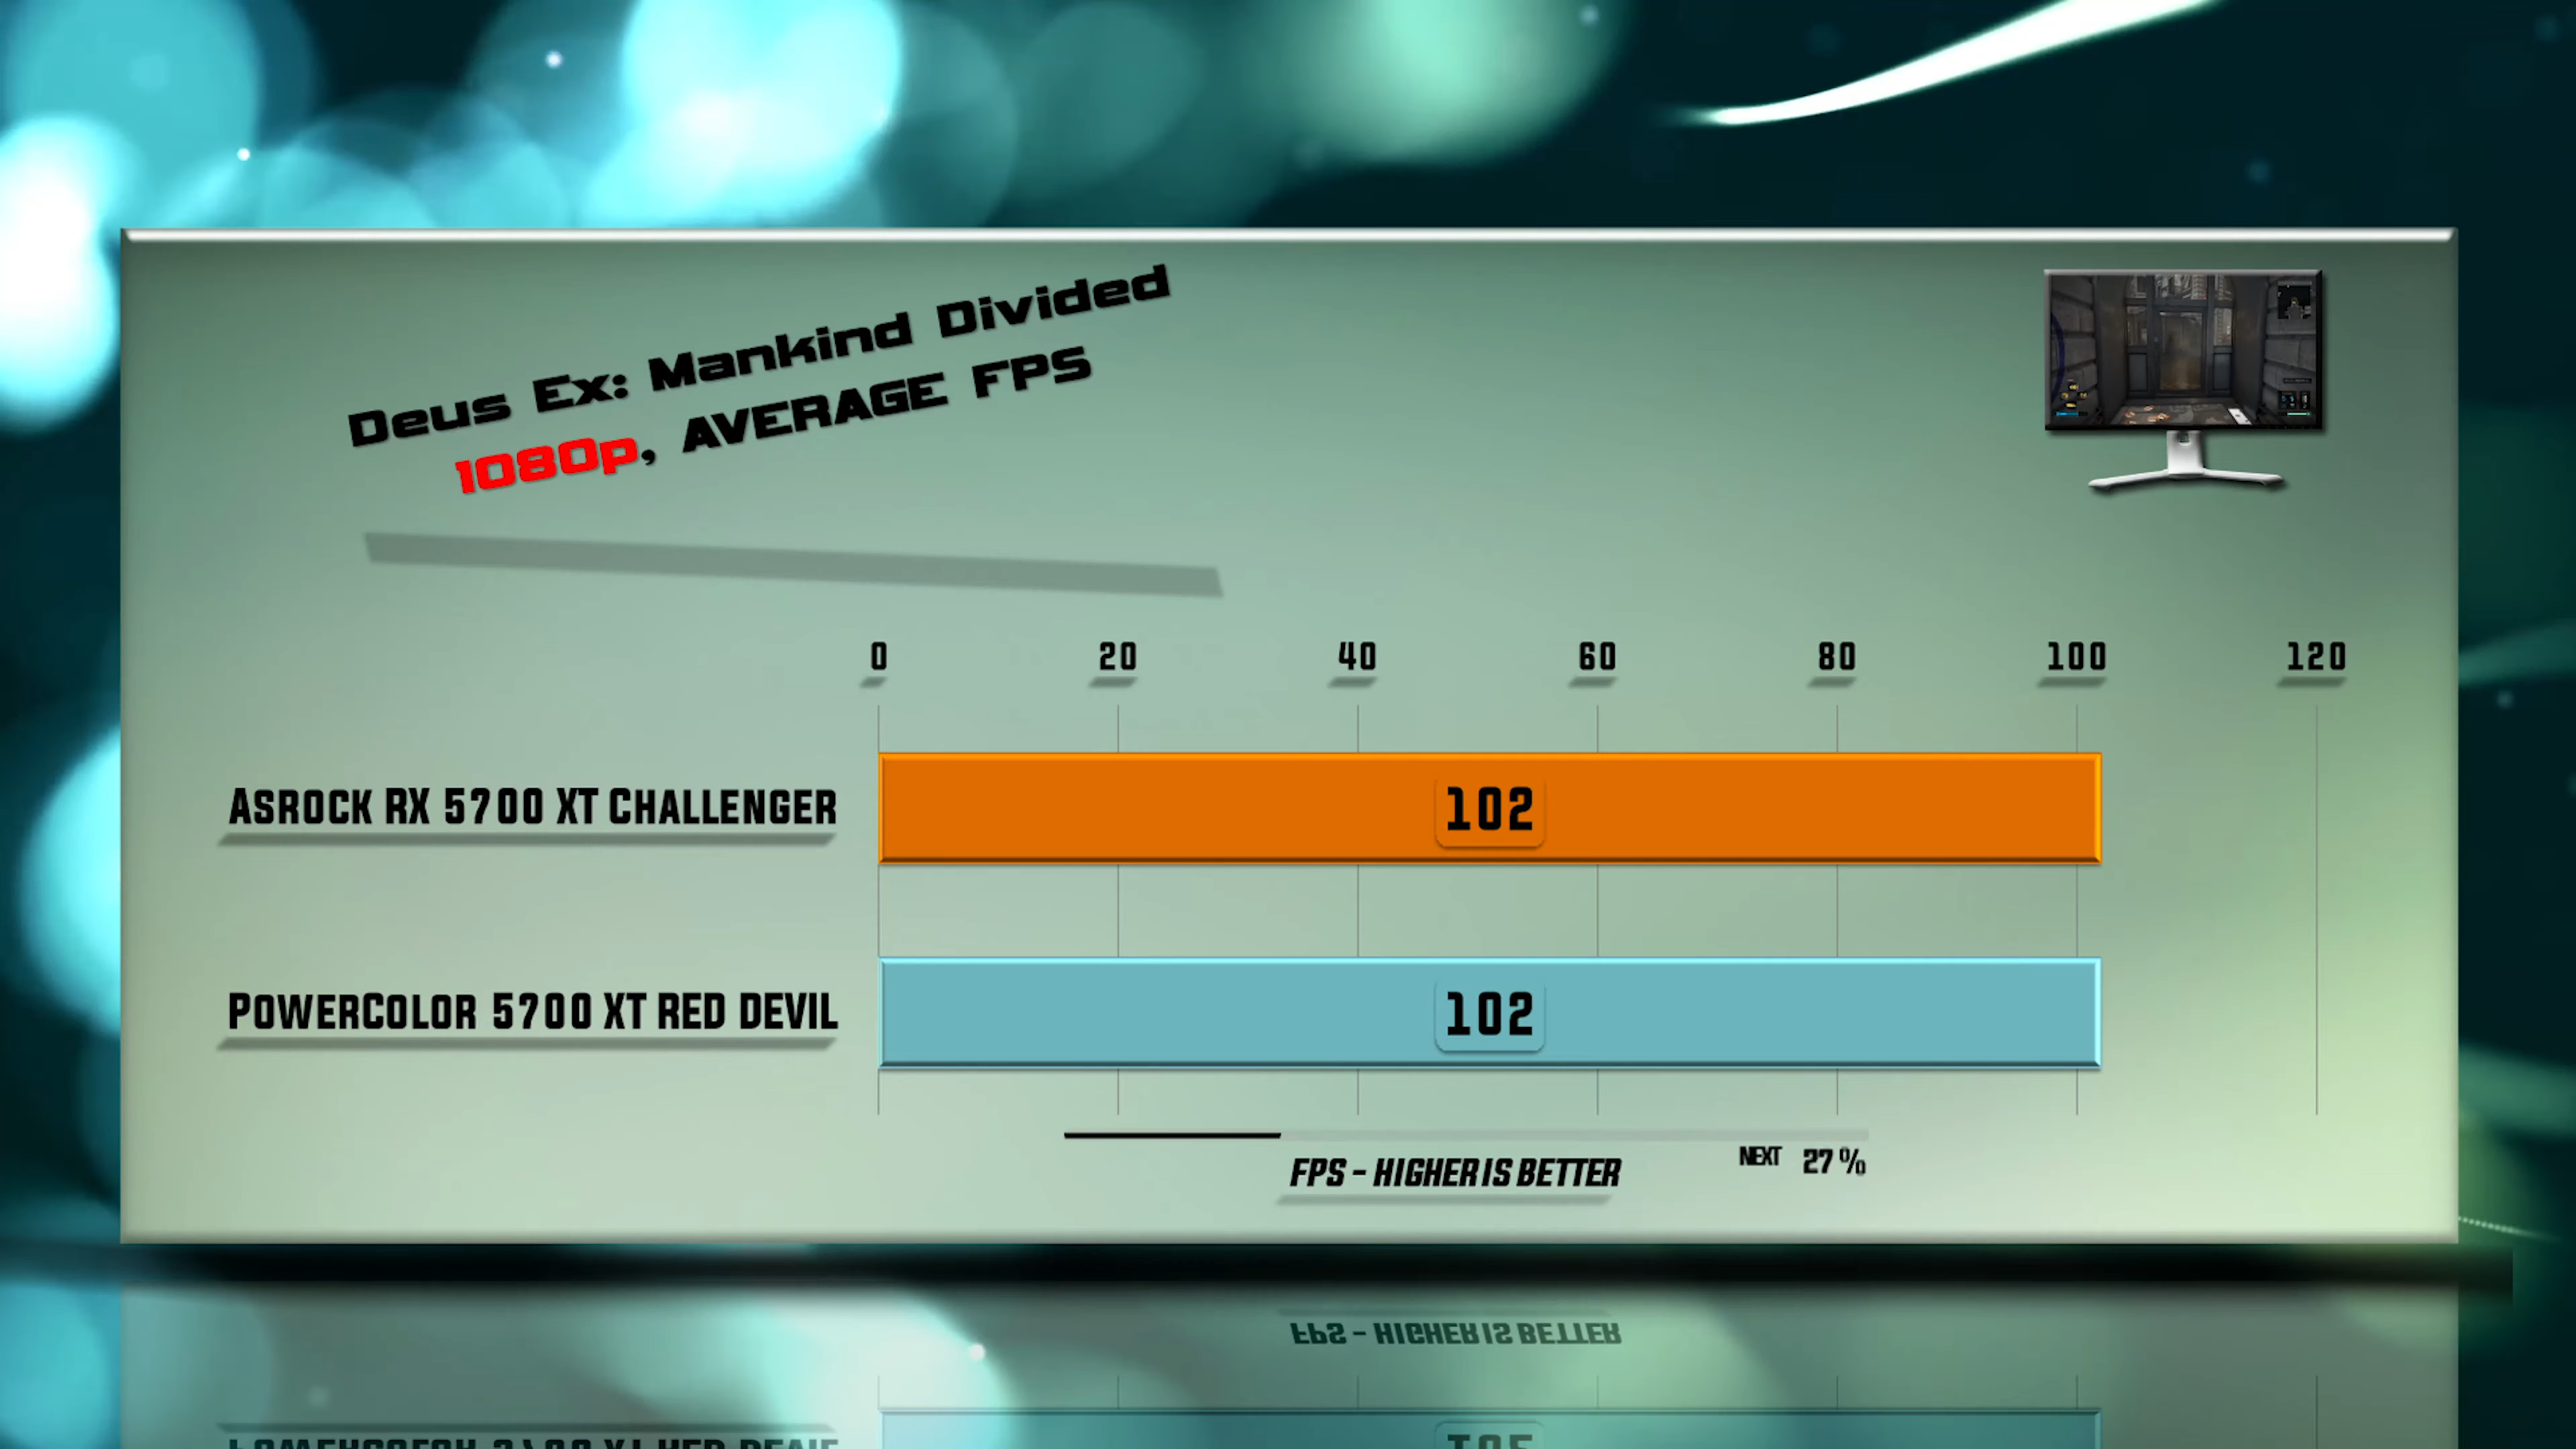 Deus Ex: Mankind Divided
1080p, AVERAGE FPS
0 20 40 60 80 100 120
ASROCK RX 5700 XT CHALLENGER 102
POWERCOLOR 5700 XT RED DEVIL 102
NEXT 27 %
FPS - HIGHER IS BETTER